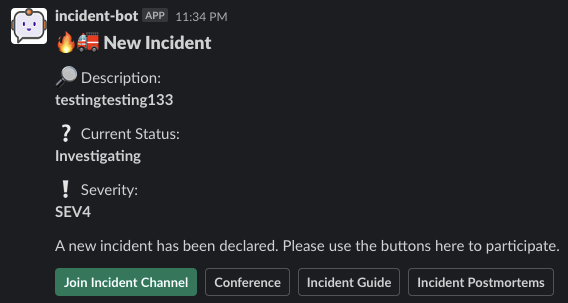 incident-bot APP 11:34 PM
🔥🚒 New Incident
🔎 Description:
testingtesting133
❓ Current Status:
Investigating
❗ Severity:
SEV4
A new incident has been declared. Please use the buttons here to participate.
Join Incident Channel Conference Incident Guide Incident Postmortems